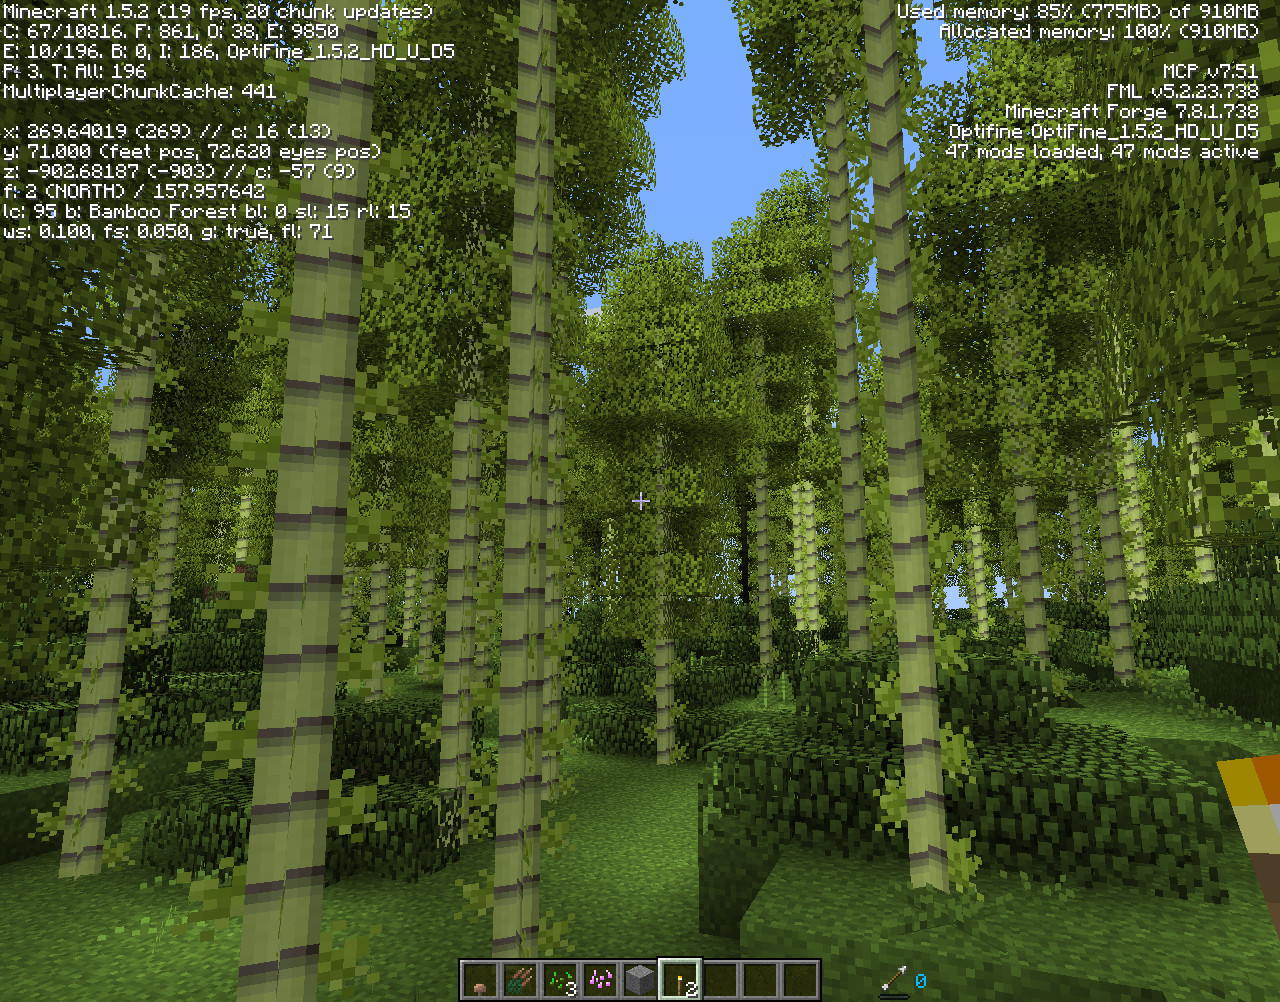 Minecraft 1.5.2 (19 fps, 20 chunk updates)
C: 67/10816. F: 861, O: 38, E: 9850
E: 10/196. B: 0, I: 186, OptiFine_1.5.2_HD_U_D5
P: 3. T: All: 196
MultiplayerChunkCache: 441
x: 269.64019 (269) // c: 16 (13)
y: 71.000 (feet pos, 72.620 eyes pos)
z: -902.68187 (-903) // c: -57 (9)
f: 2 (NORTH) / 157.957642
lc: 95 b: Bamboo Forest bl: 0 sl: 15 rl: 15
ws: 0.100, fs: 0.050, g: true, fl: 71
Used memory: 85% (775MB) of 910MB
Allocated memory: 100% (910MB)
MCP v7.51
FML v5.2.23.738
Minecraft Forge 7.8.1.738
Optifine OptiFine_1.5.2_HD_U_D5
47 mods loaded, 47 mods active
3
2
0